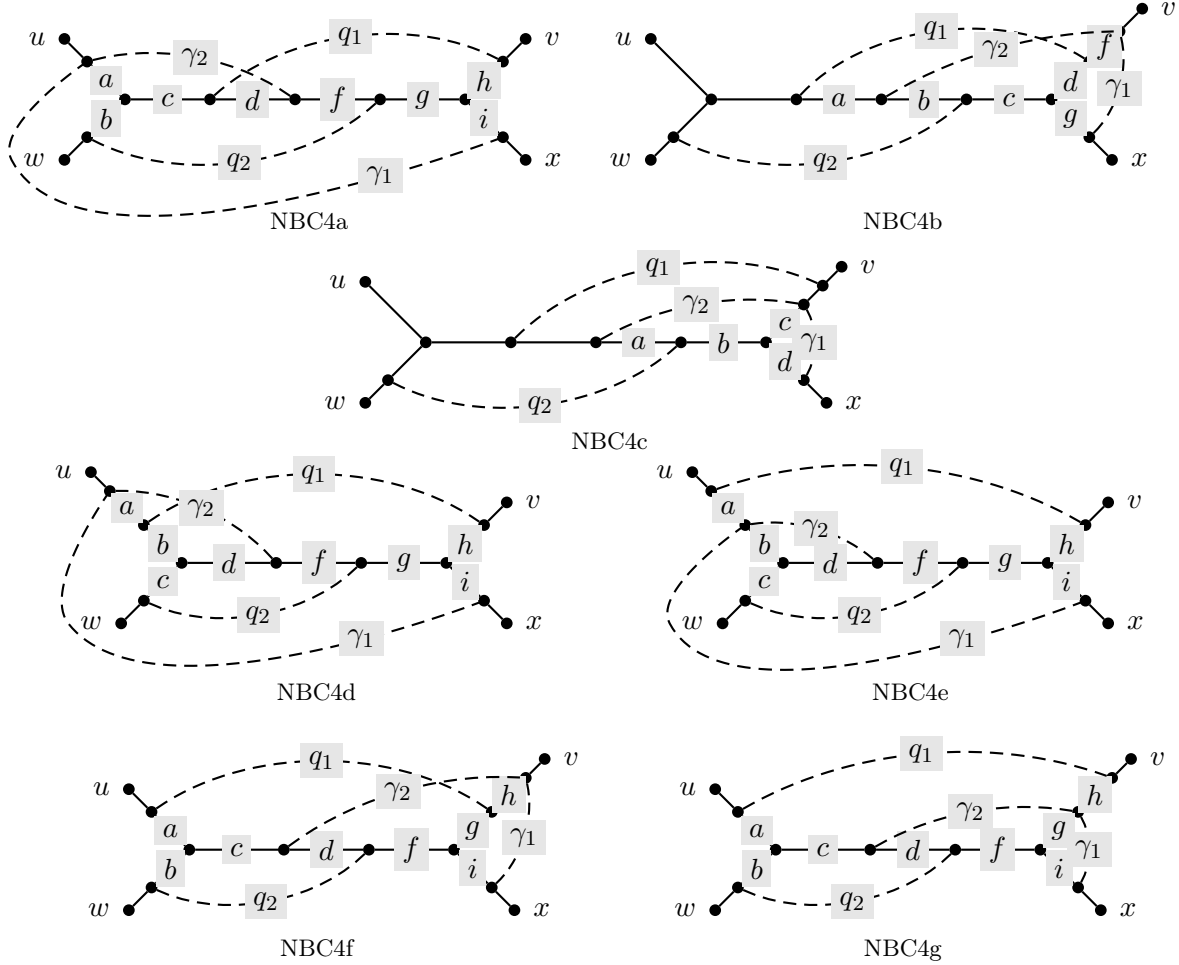 u q₁ v
γ₂
a h
c d f g
b i
w q₂ x
γ₁
NBC4a
v
u q₁ f
γ₂
d γ₁
a b c
g
w q₂ x
NBC4b
q₁ v
u
γ₂
c
a b γ₁
d
w q₂ x
NBC4c
u q₁
a γ₂ v
b h
d f g
c i
w q₂ x
γ₁
NBC4d
u q₁
a v
γ₂
b h
d f g
c i
w q₂ x
γ₁
NBC4e
q₁ v
u γ₂ h
a g γ₁
c d f
b i
w q₂ x
NBC4f
q₁ v
u h
γ₂
a g
c d f γ₁
b i
w q₂ x
NBC4g